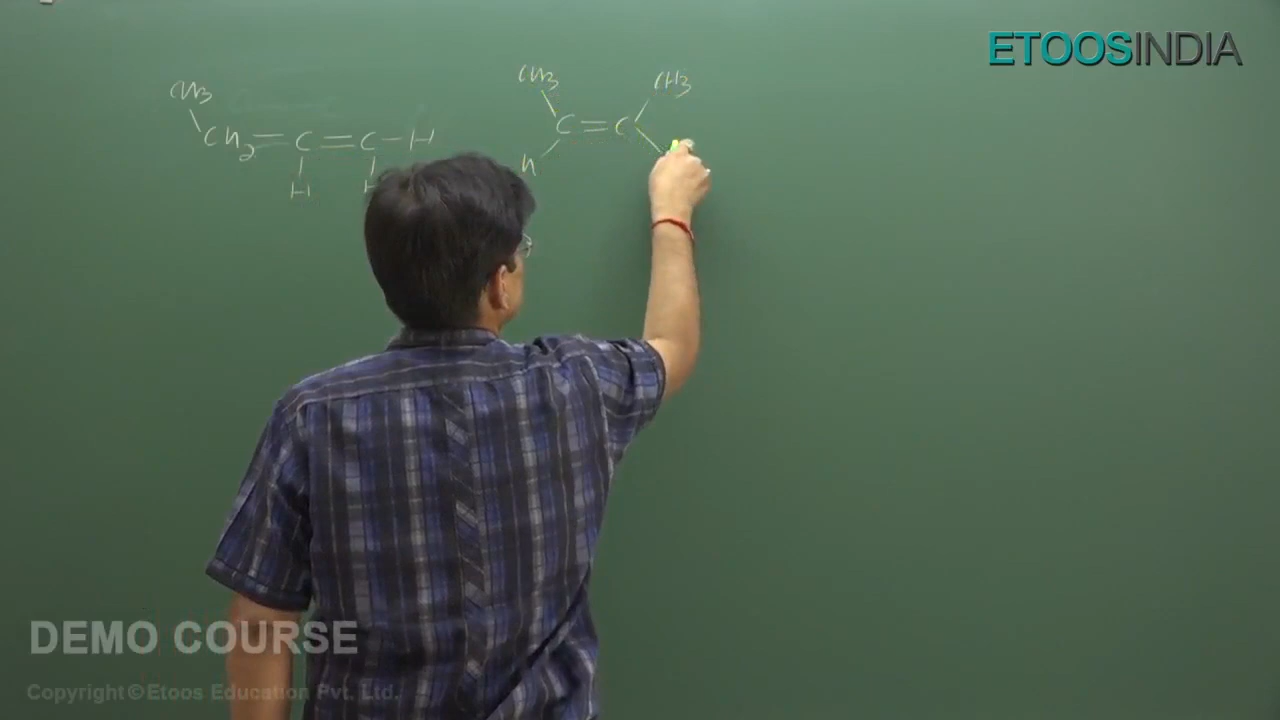 ETOOSINDIA
CH3 CH3 CH3
CH2 = C = C - H C = C
H H H
DEMO COURSE
Copyright © Etoos Education Pvt. Ltd.